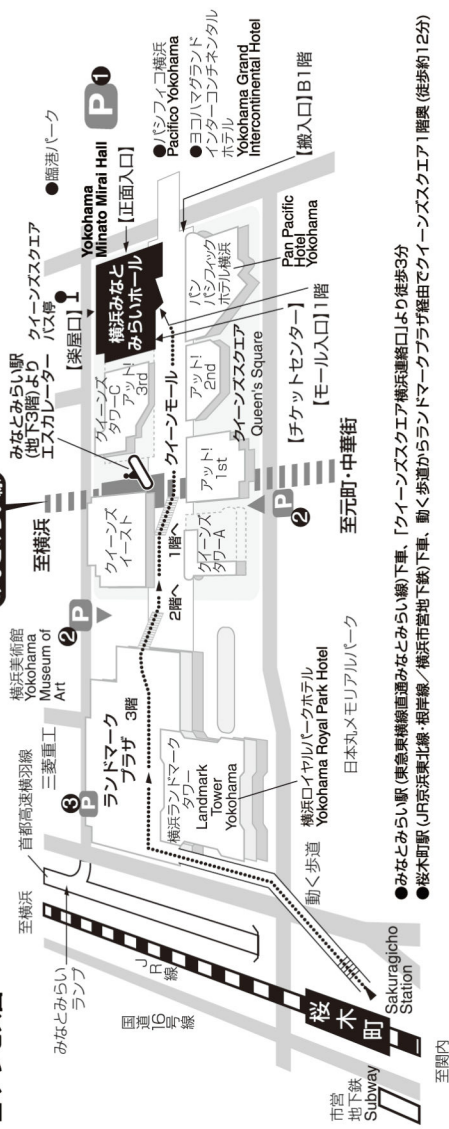 至横浜
首都高速横羽線
みなとみらい
ランプ
三菱重工
横浜美術館
Yokohama
Museum of
Art
至横浜
みなとみらい駅
(地下3階)より
エスカレーター
クイーンズスクエア
バス停
【楽屋口】
●臨港パーク
Yokohama
Minato Mirai Hall
【正面入口】
P
❶
P
❷
P
❸
国道16号線
JR線
ランドマーク
プラザ
3階
2階へ
1階へ
クイーンズ
イースト
クイーンズ
タワーC
アット!
3rd
横浜みなと
みらいホール
クイーンモール
●パシフィコ横浜
Pacifico Yokohama
●ヨコハマグランド
インターコンチネンタル
ホテル
Yokohama Grand
Intercontinental Hotel
横浜ランドマーク
タワー
Landmark
Tower
Yokohama
クイーンズ
タワーA
アット!
1st
アット!
2nd
パン
パシフィック
ホテル横浜
【搬入口】B1階
Pan Pacific
Hotel
Yokohama
クイーンズスクエア
Queen's Square
【チケットセンター】
【モール入口】1階
P
❷
至元町・中華街
横浜ロイヤルパークホテル
Yokohama Royal Park Hotel
日本丸メモリアルパーク
動く歩道
桜木町
Sakuragicho
Station
市営
地下鉄
Subway
至関内
●みなとみらい駅(東急東横線直通みなとみらい線)下車、「クイーンズスクエア横浜連絡口」より徒歩3分
●桜木町駅(JR京浜東北線・根岸線/横浜市営地下鉄)下車、動く歩道からランドマークプラザ経由でクイーンズスクエア1階奥(徒歩約12分)